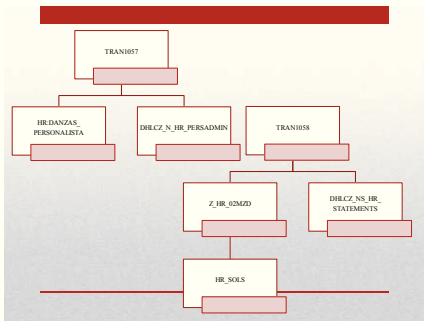 TRAN1057
HR:DANZAS_
PERSONALISTA
DHLCZ_N_HR_PERSADMIN
TRAN1058
Z_HR_02MZD
DHLCZ_NS_HR_
STATEMENTS
HR_SOLS